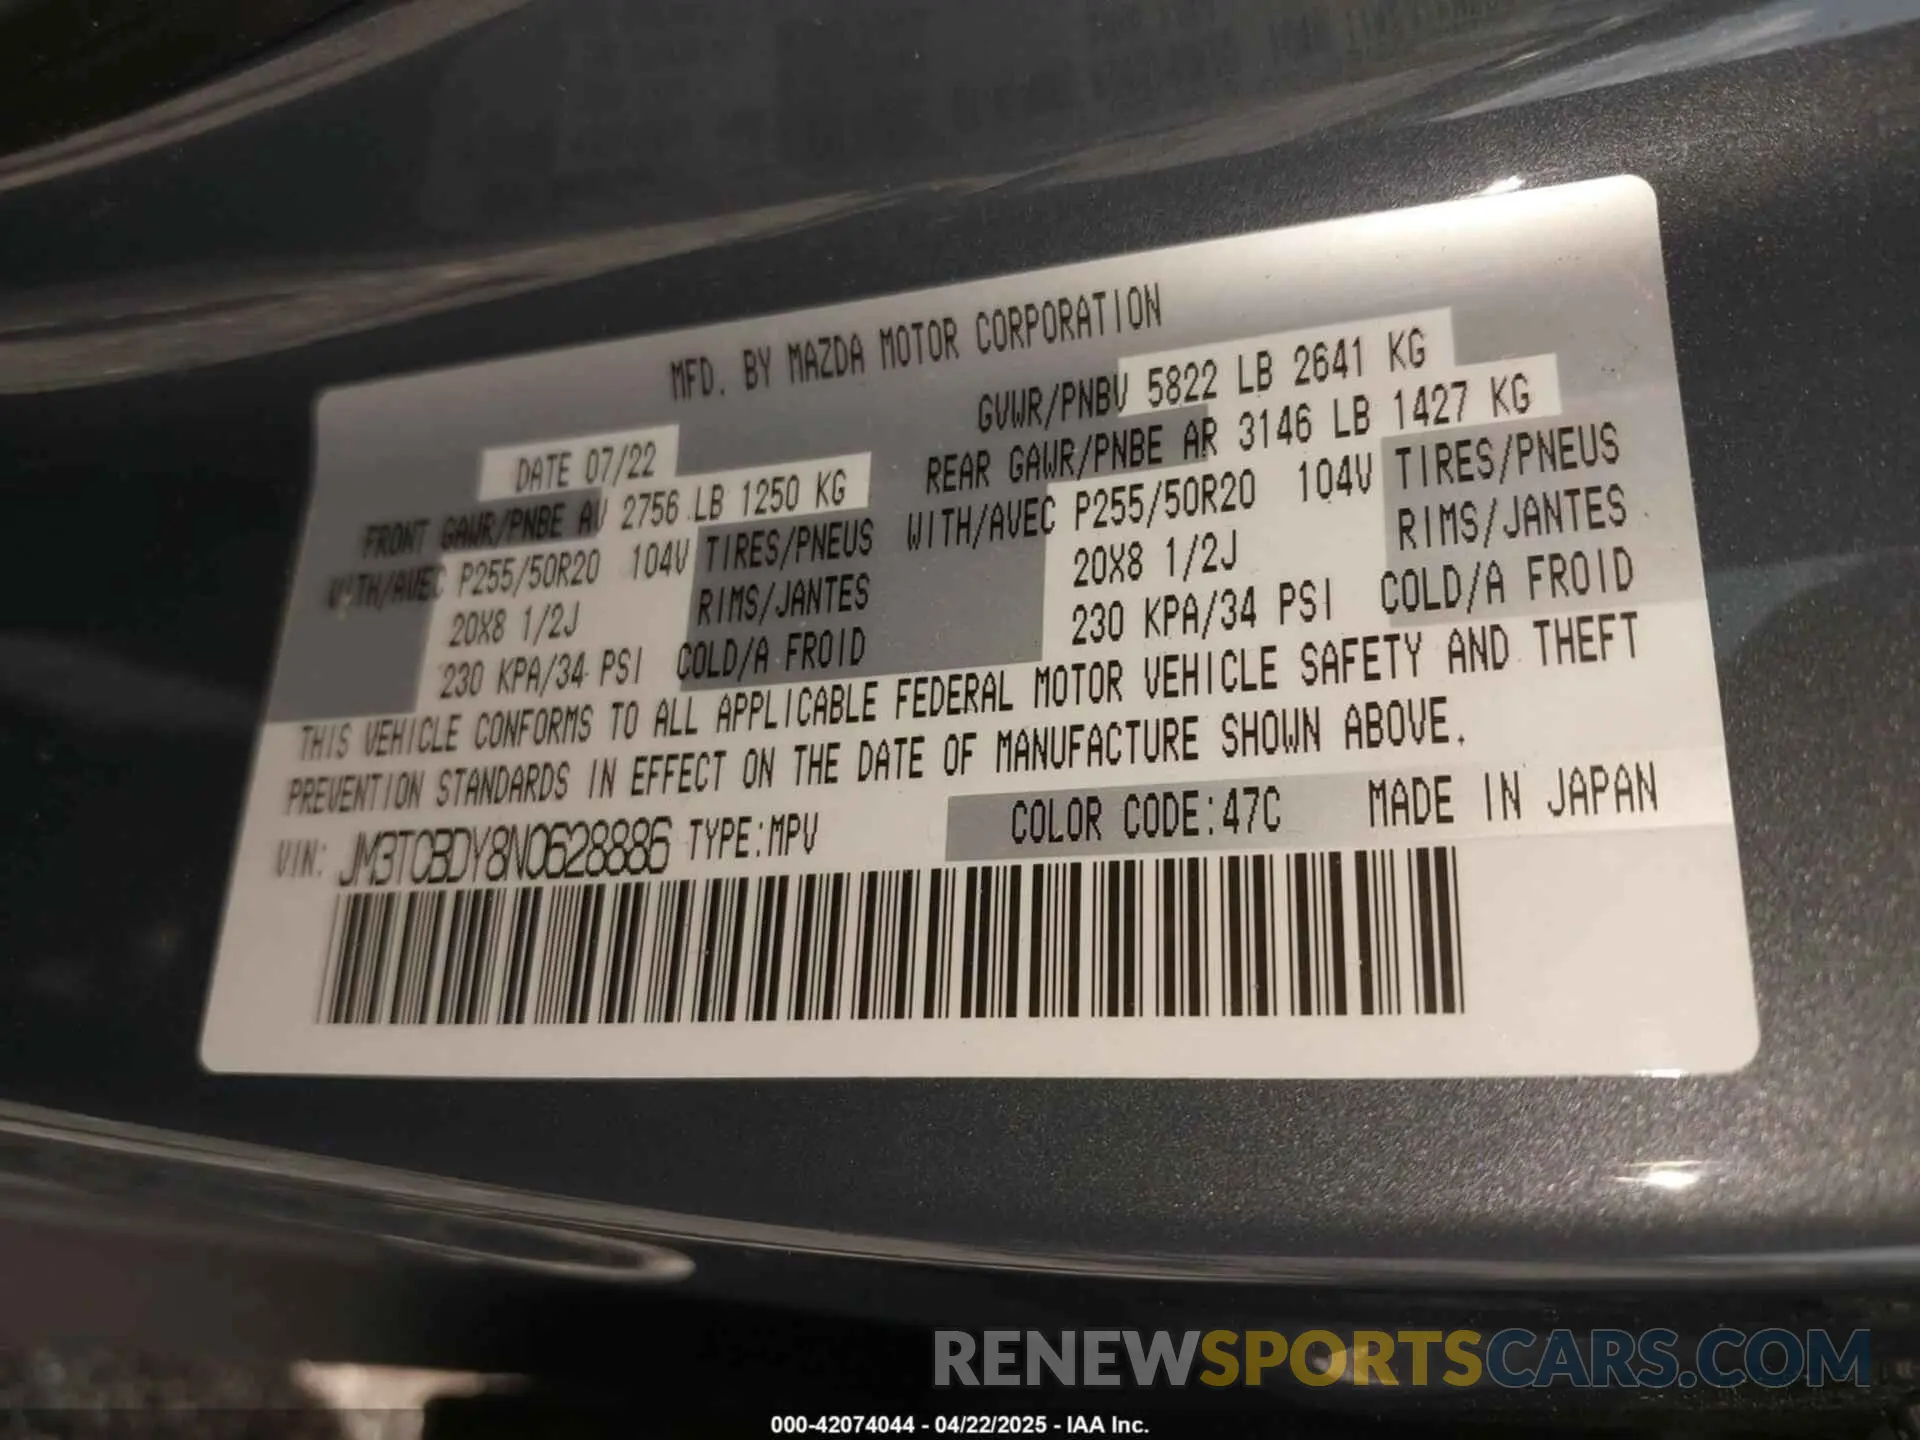 MFD. BY MAZDA MOTOR CORPORATION
DATE 07/22 GVWR/PNBV 5822 LB 2641 KG
FRONT GAWR/PNBE AV 2756 LB 1250 KG REAR GAWR/PNBE AR 3146 LB 1427 KG
WITH/AVEC P255/50R20 104V TIRES/PNEUS WITH/AVEC P255/50R20 104V TIRES/PNEUS
20X8 1/2J RIMS/JANTES 20X8 1/2J RIMS/JANTES
230 KPA/34 PSI COLD/A FROID 230 KPA/34 PSI COLD/A FROID
THIS VEHICLE CONFORMS TO ALL APPLICABLE FEDERAL MOTOR VEHICLE SAFETY AND THEFT
PREVENTION STANDARDS IN EFFECT ON THE DATE OF MANUFACTURE SHOWN ABOVE.
VIN: JM3TCBDY8N0628886 TYPE:MPV COLOR CODE:47C MADE IN JAPAN
RENEWSPORTSCARS.COM
000-42074044 - 04/22/2025 - IAA Inc.